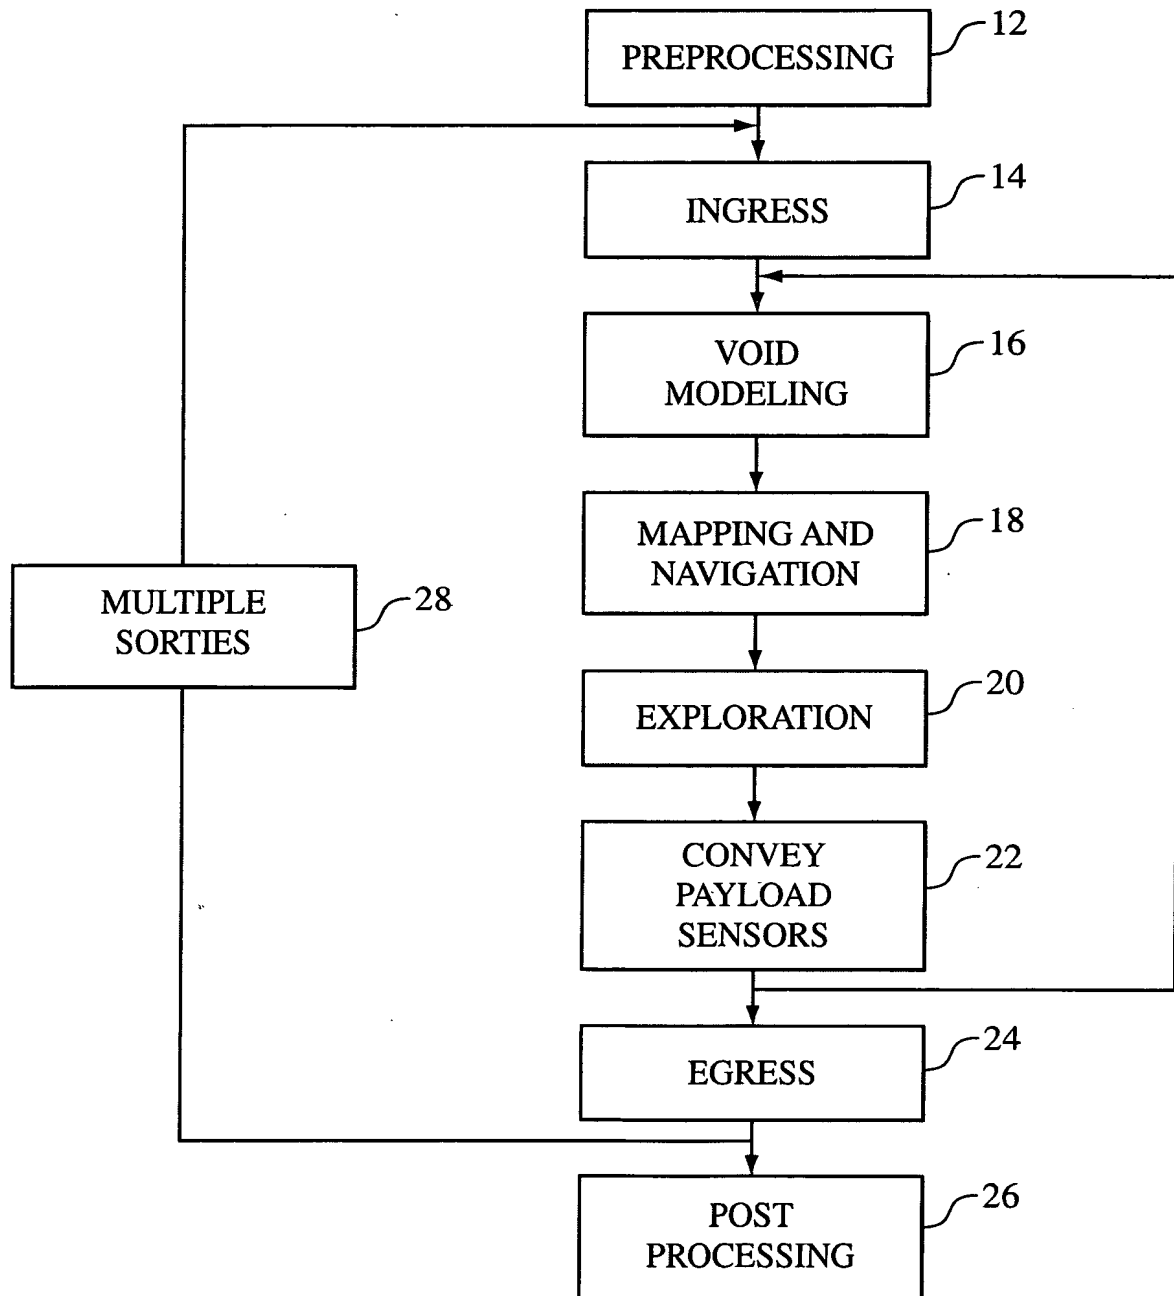 PREPROCESSING
12
INGRESS
14
VOID
MODELING
16
MAPPING AND
NAVIGATION
18
MULTIPLE
SORTIES
28
EXPLORATION
20
CONVEY
PAYLOAD
SENSORS
22
EGRESS
24
POST
PROCESSING
26